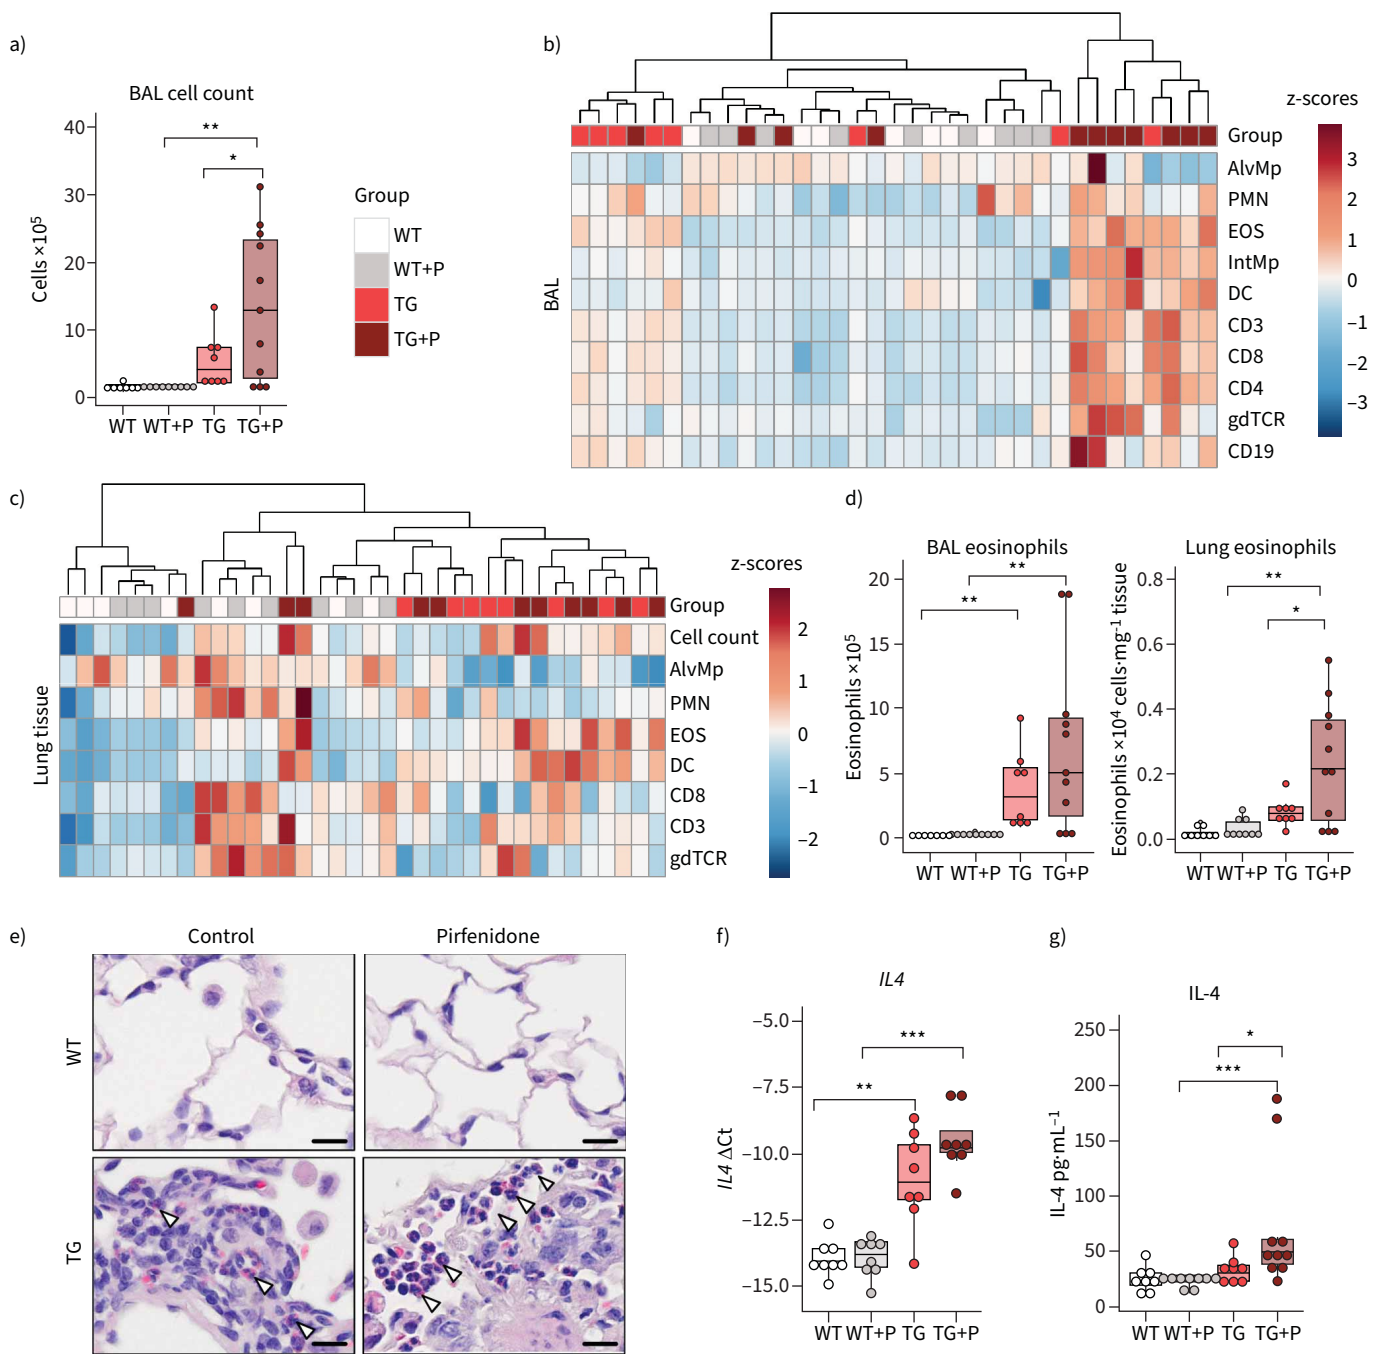 a)
BAL cell count
Cells ×10⁵
40
30
20
10
0
**
*
WT WT+P TG TG+P
Group
WT
WT+P
TG
TG+P
b)
BAL
Group
AlvMp
PMN
EOS
IntMp
DC
CD3
CD8
CD4
gdTCR
CD19
z-scores
3
2
1
0
−1
−2
−3
c)
Lung tissue
Group
Cell count
AlvMp
PMN
EOS
DC
CD8
CD3
gdTCR
z-scores
2
1
0
−1
−2
d)
BAL eosinophils
Eosinophils ×10⁵
20
15
10
5
0
**
**
WT WT+P TG TG+P
Lung eosinophils
Eosinophils ×10⁴ cells·mg⁻¹ tissue
0.8
0.6
0.4
0.2
0.0
**
*
WT WT+P TG TG+P
e)
Control Pirfenidone
WT
TG
f)
IL4
IL4 ΔCt
−5.0
−7.5
−10.0
−12.5
−15.0
***
**
WT WT+P TG TG+P
g)
IL-4
IL-4 pg·mL⁻¹
250
200
150
100
50
0
*
***
WT WT+P TG TG+P